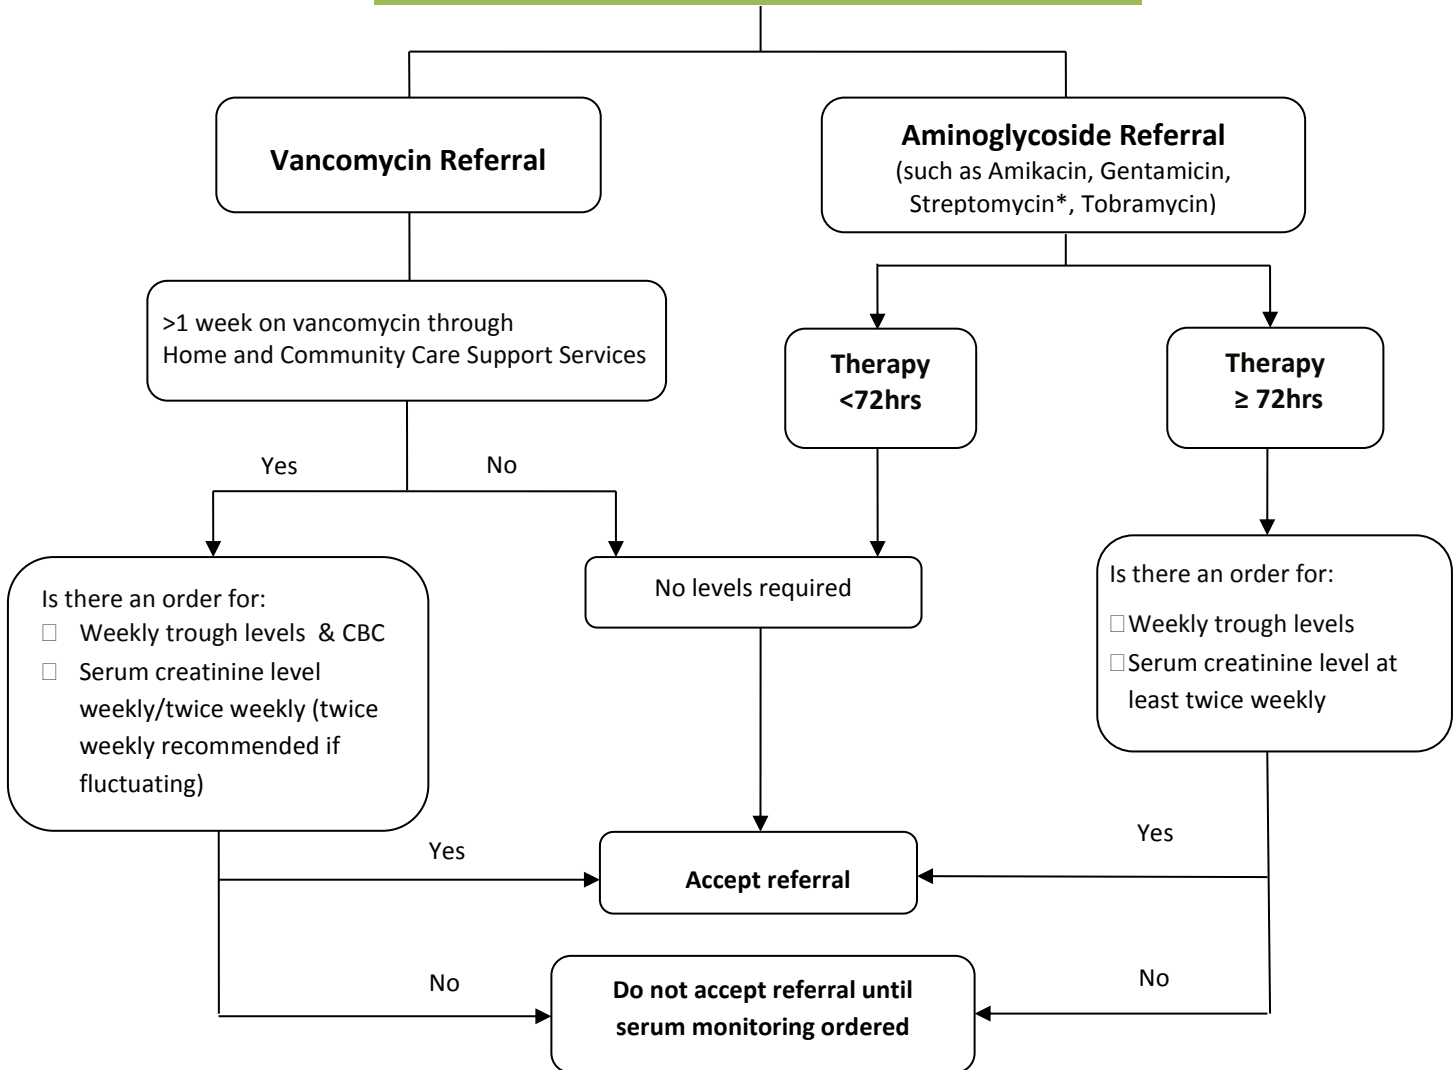 Vancomycin Referral
Aminoglycoside Referral
(such as Amikacin, Gentamicin,
Streptomycin*, Tobramycin)
>1 week on vancomycin through
Home and Community Care Support Services
Therapy
<72hrs
Therapy
≥ 72hrs
Yes
No
Is there an order for:
☐ Weekly trough levels & CBC
☐ Serum creatinine level
weekly/twice weekly (twice
weekly recommended if
fluctuating)
No levels required
Is there an order for:
☐ Weekly trough levels
☐ Serum creatinine level at
least twice weekly
Yes
Accept referral
Yes
No
Do not accept referral until
serum monitoring ordered
No